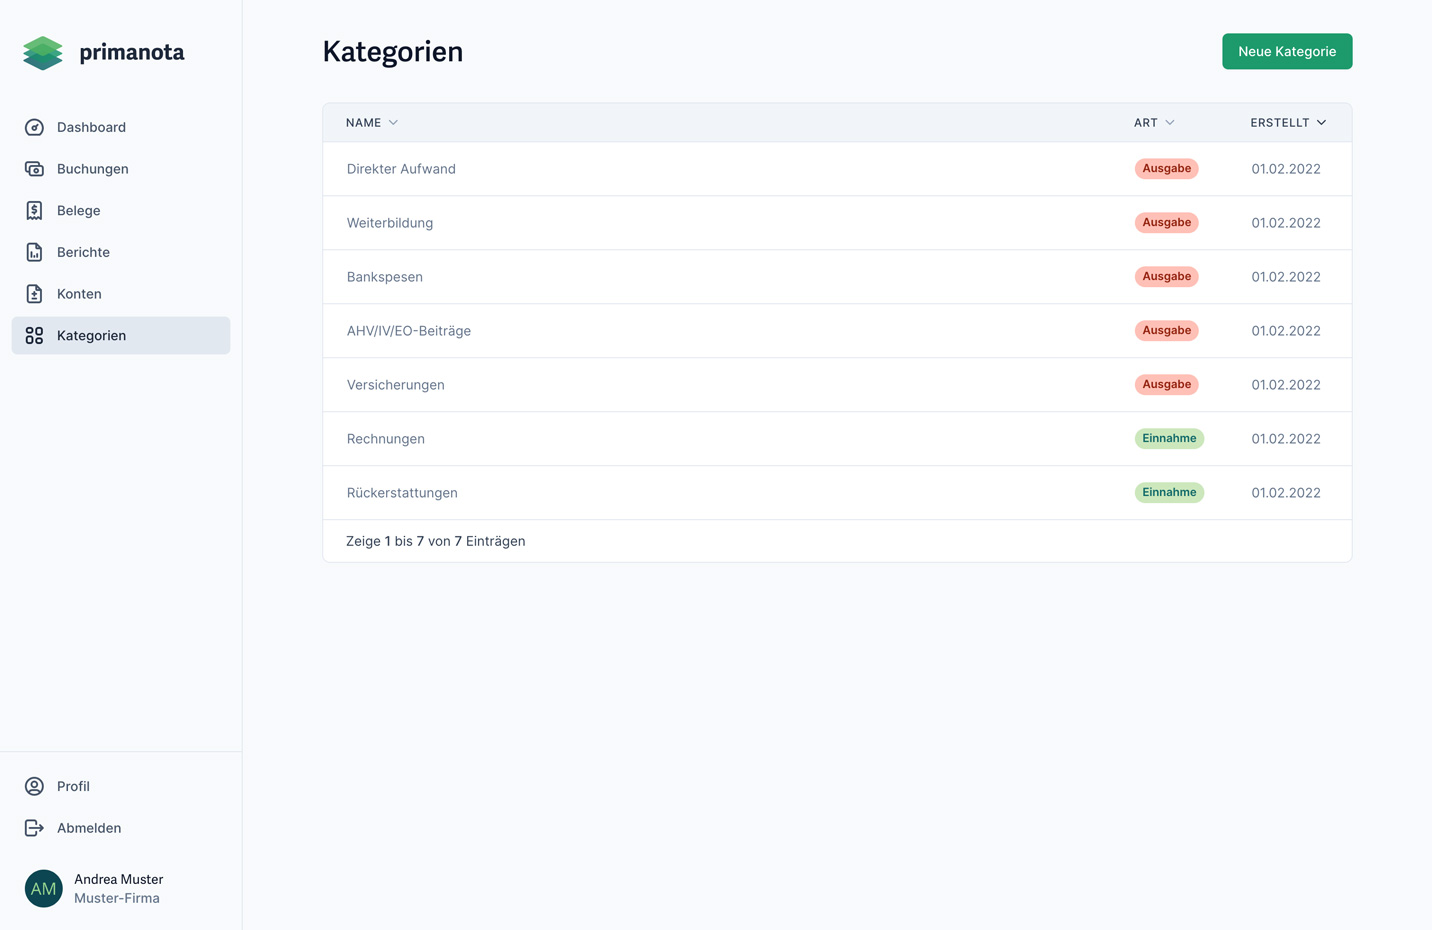 primanota
Dashboard
Buchungen
Belege
Berichte
Konten
Kategorien
Profil
Abmelden
AM
Andrea Muster
Muster-Firma
Kategorien
Neue Kategorie
NAME ART ERSTELLT
Direkter Aufwand Ausgabe 01.02.2022
Weiterbildung Ausgabe 01.02.2022
Bankspesen Ausgabe 01.02.2022
AHV/IV/EO-Beiträge Ausgabe 01.02.2022
Versicherungen Ausgabe 01.02.2022
Rechnungen Einnahme 01.02.2022
Rückerstattungen Einnahme 01.02.2022
Zeige 1 bis 7 von 7 Einträgen